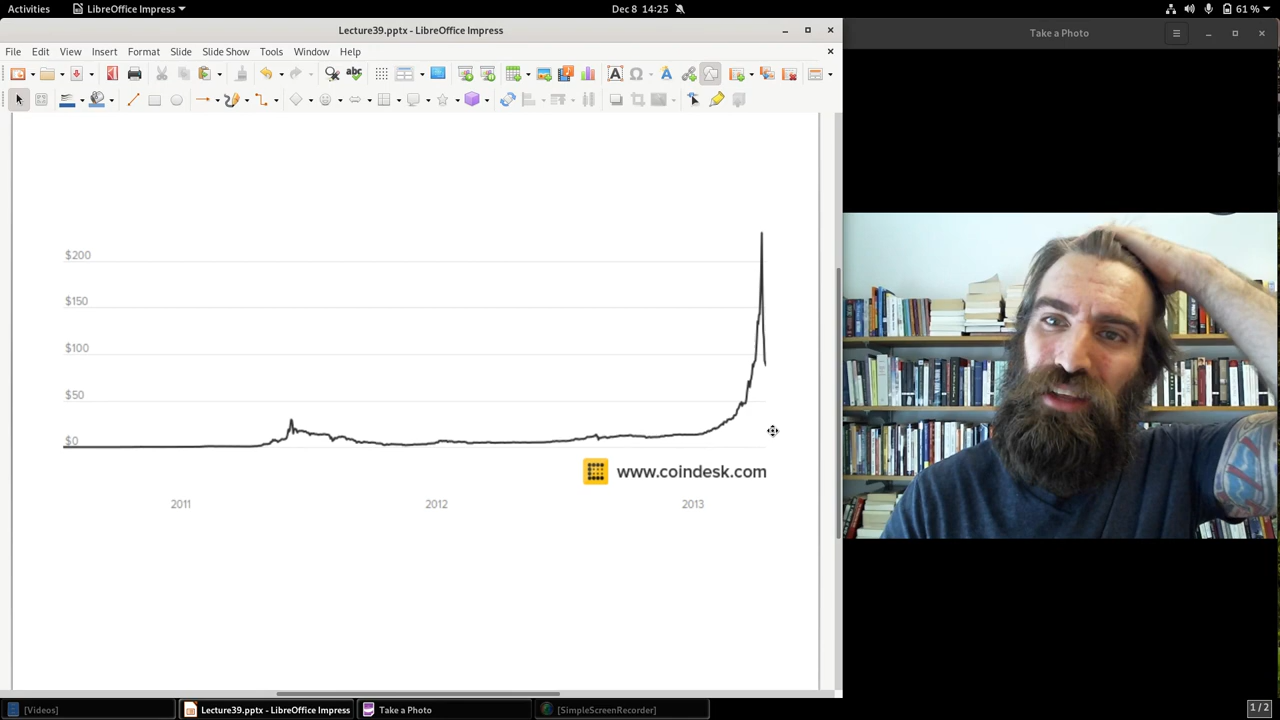 Activities LibreOffice Impress Dec 8 14:25 61 %
Lecture39.pptx - LibreOffice Impress
Take a Photo
File Edit View Insert Format Slide Slide Show Tools Window Help
$200
$150
$100
$50
$0
www.coindesk.com
2011 2012 2013
[Videos] Lecture39.pptx - LibreOffice Impress Take a Photo [SimpleScreenRecorder] 1 / 2